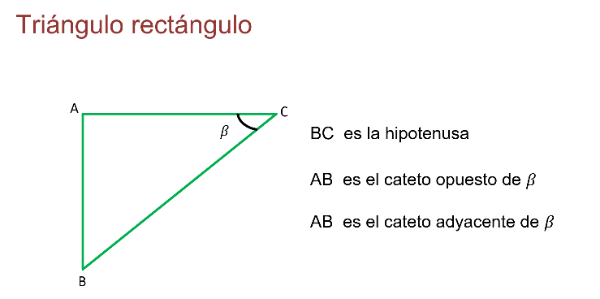 Triángulo rectángulo
A
C
β
B
BC es la hipotenusa
AB es el cateto opuesto de β
AB es el cateto adyacente de β